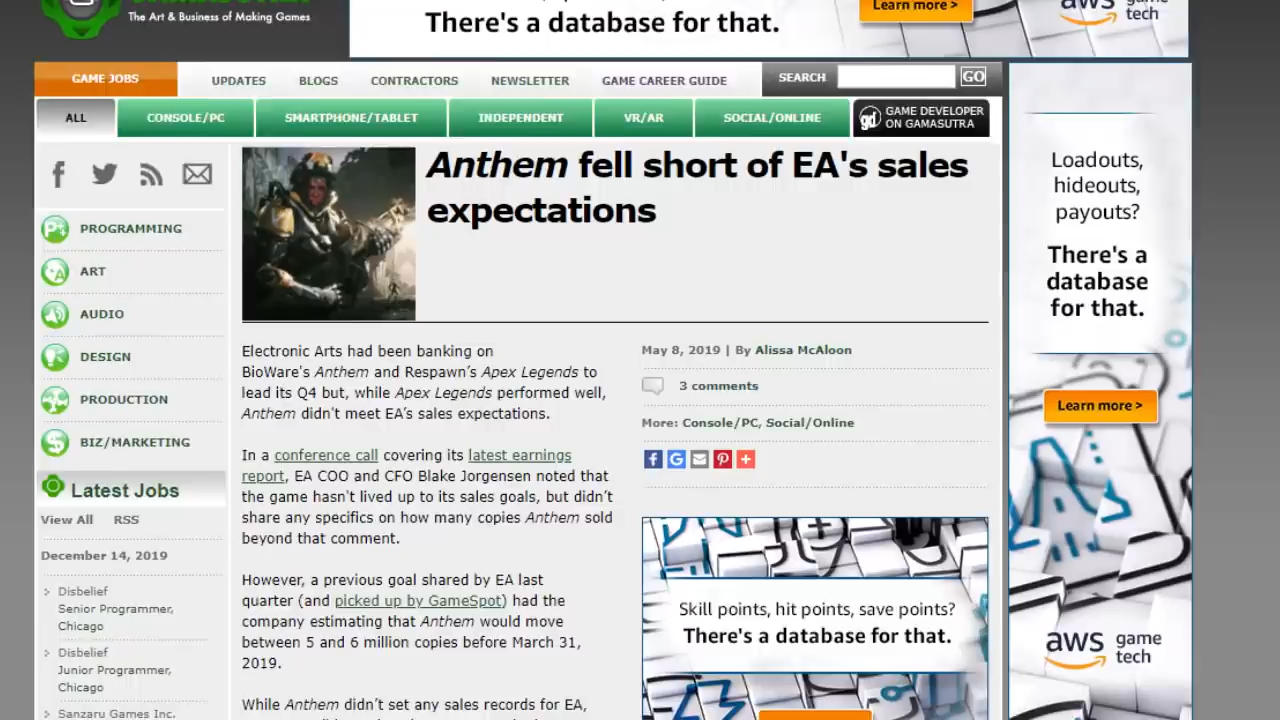 The Art & Business of Making Games
There's a database for that.
Learn more >
aws game
tech
GAME JOBS
UPDATES
BLOGS
CONTRACTORS
NEWSLETTER
GAME CAREER GUIDE
SEARCH
GO
ALL
CONSOLE/PC
SMARTPHONE/TABLET
INDEPENDENT
VR/AR
SOCIAL/ONLINE
gd GAME DEVELOPER
ON GAMASUTRA
PROGRAMMING
ART
AUDIO
DESIGN
PRODUCTION
BIZ/MARKETING
Latest Jobs
View All
RSS
December 14, 2019
Disbelief
Senior Programmer,
Chicago
Disbelief
Junior Programmer,
Chicago
Sanzaru Games Inc.
Anthem fell short of EA's sales
expectations
Electronic Arts had been banking on
BioWare's Anthem and Respawn's Apex Legends to
lead its Q4 but, while Apex Legends performed well,
Anthem didn't meet EA's sales expectations.
In a conference call covering its latest earnings
report, EA COO and CFO Blake Jorgensen noted that
the game hasn't lived up to its sales goals, but didn't
share any specifics on how many copies Anthem sold
beyond that comment.
However, a previous goal shared by EA last
quarter (and picked up by GameSpot) had the
company estimating that Anthem would move
between 5 and 6 million copies before March 31,
2019.
While Anthem didn't set any sales records for EA,
May 8, 2019 | By Alissa McAloon
3 comments
More: Console/PC, Social/Online
Skill points, hit points, save points?
There's a database for that.
Loadouts,
hideouts,
payouts?
There's a
database
for that.
Learn more >
aws game
tech